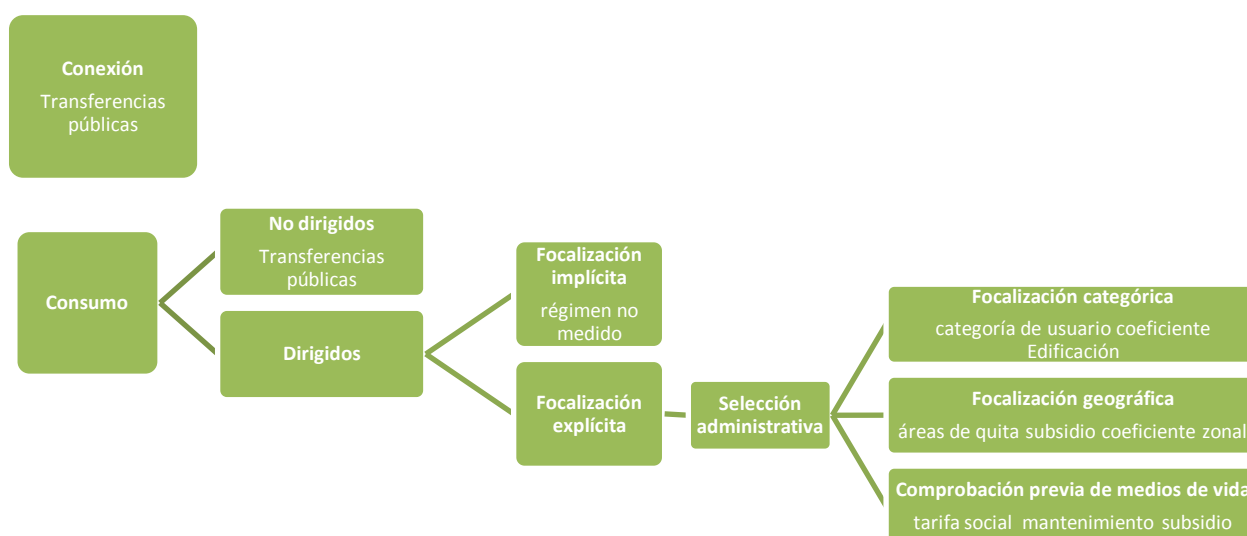 Conexión
Transferencias
públicas
Consumo
No dirigidos
Transferencias
públicas
Dirigidos
Focalización
implícita
régimen no
medido
Focalización
explícita
Selección
administrativa
Focalización categórica
categoría de usuario coeficiente
Edificación
Focalización geográfica
áreas de quita subsidio coeficiente zonal
Comprobación previa de medios de vida
tarifa social mantenimiento subsidio